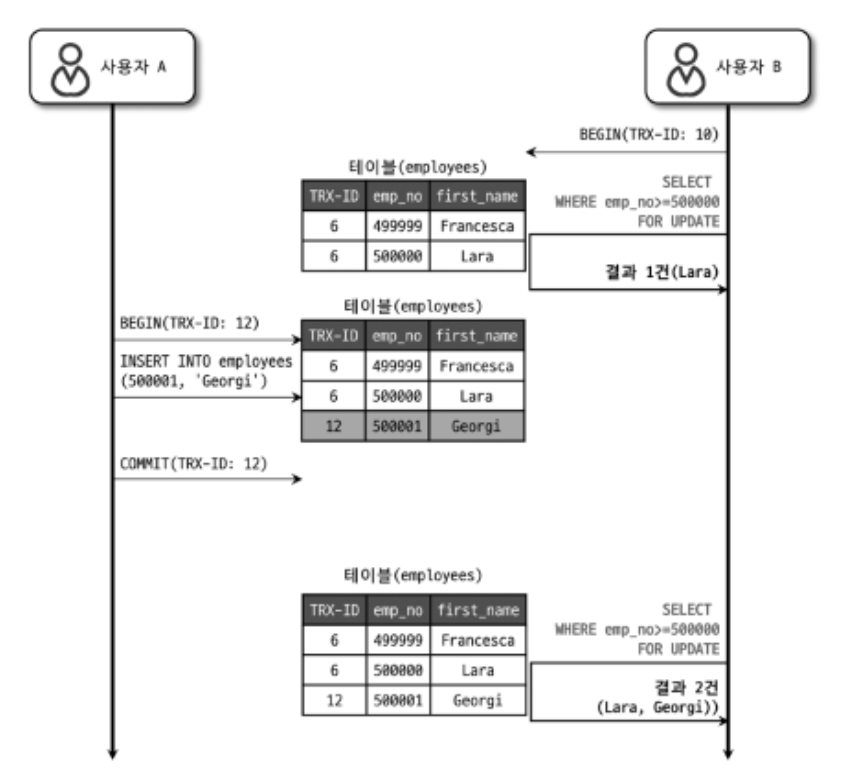 사용자 A
사용자 B
BEGIN(TRX-ID: 10)
테이블(employees)
SELECT
WHERE emp_no>=500000
FOR UPDATE
TRX-ID emp_no first_name
6 499999 Francesca
6 500000 Lara
결과 1건(Lara)
테이블(employees)
BEGIN(TRX-ID: 12)
TRX-ID emp_no first_name
INSERT INTO employees
(500001, 'Georgi')
6 499999 Francesca
6 500000 Lara
12 500001 Georgi
COMMIT(TRX-ID: 12)
테이블(employees)
TRX-ID emp_no first_name
6 499999 Francesca
6 500000 Lara
12 500001 Georgi
SELECT
WHERE emp_no>=500000
FOR UPDATE
결과 2건
(Lara, Georgi))